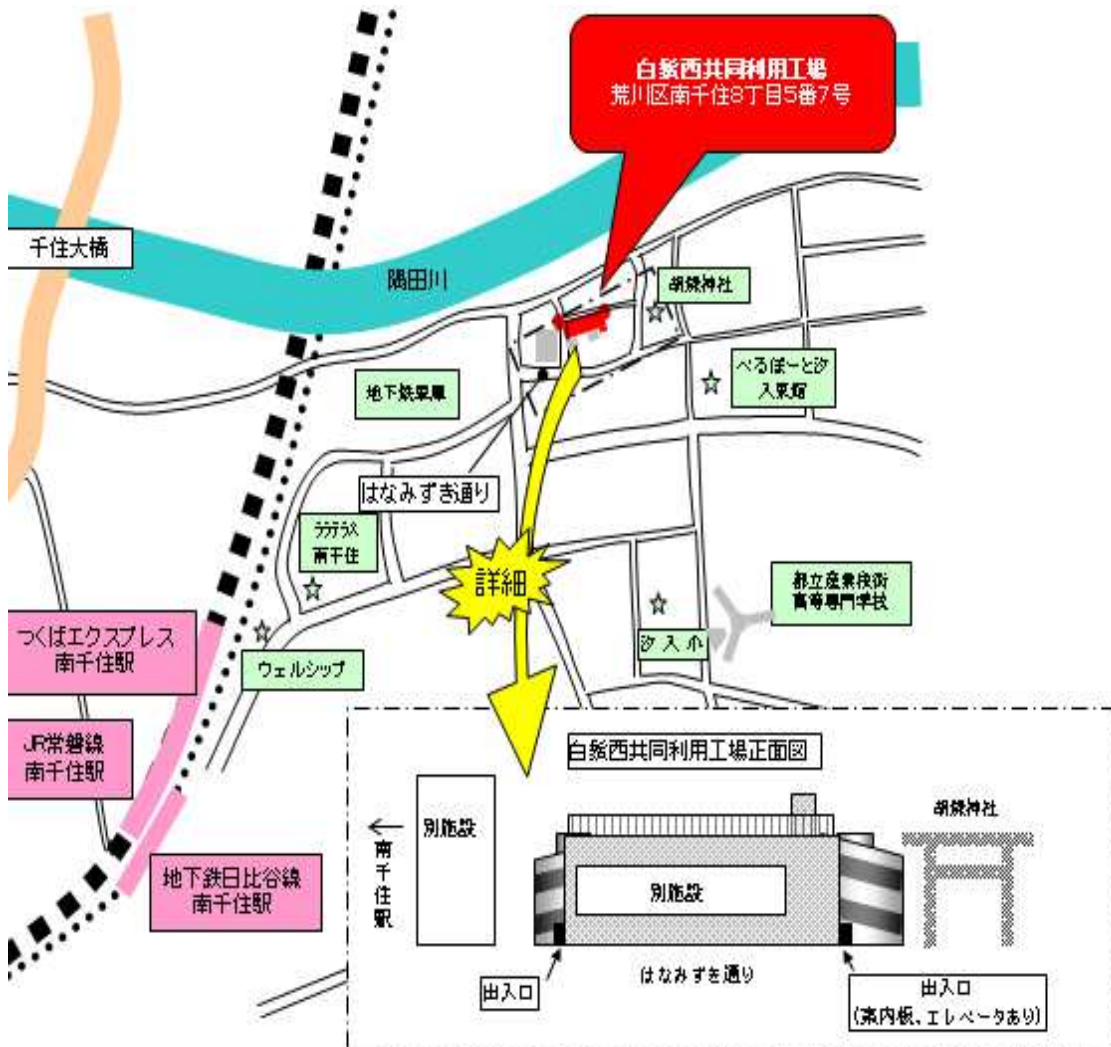 白鬚西共同利用工場
荒川区南千住8丁目5番7号
千住大橋
隅田川
胡録神社
地下鉄車庫
べるぽーと汐
入東館
はなみずき通り
ララテラス
南千住
詳細
都立産業技術
高等専門学校
汐入小
つくばエクスプレス
南千住駅
ウェルシップ
JR常磐線
南千住駅
地下鉄日比谷線
南千住駅
白鬚西共同利用工場正面図
別施設
南千住駅
別施設
胡録神社
はなみずき通り
出入口
出入口
(案内板、エレベータあり)